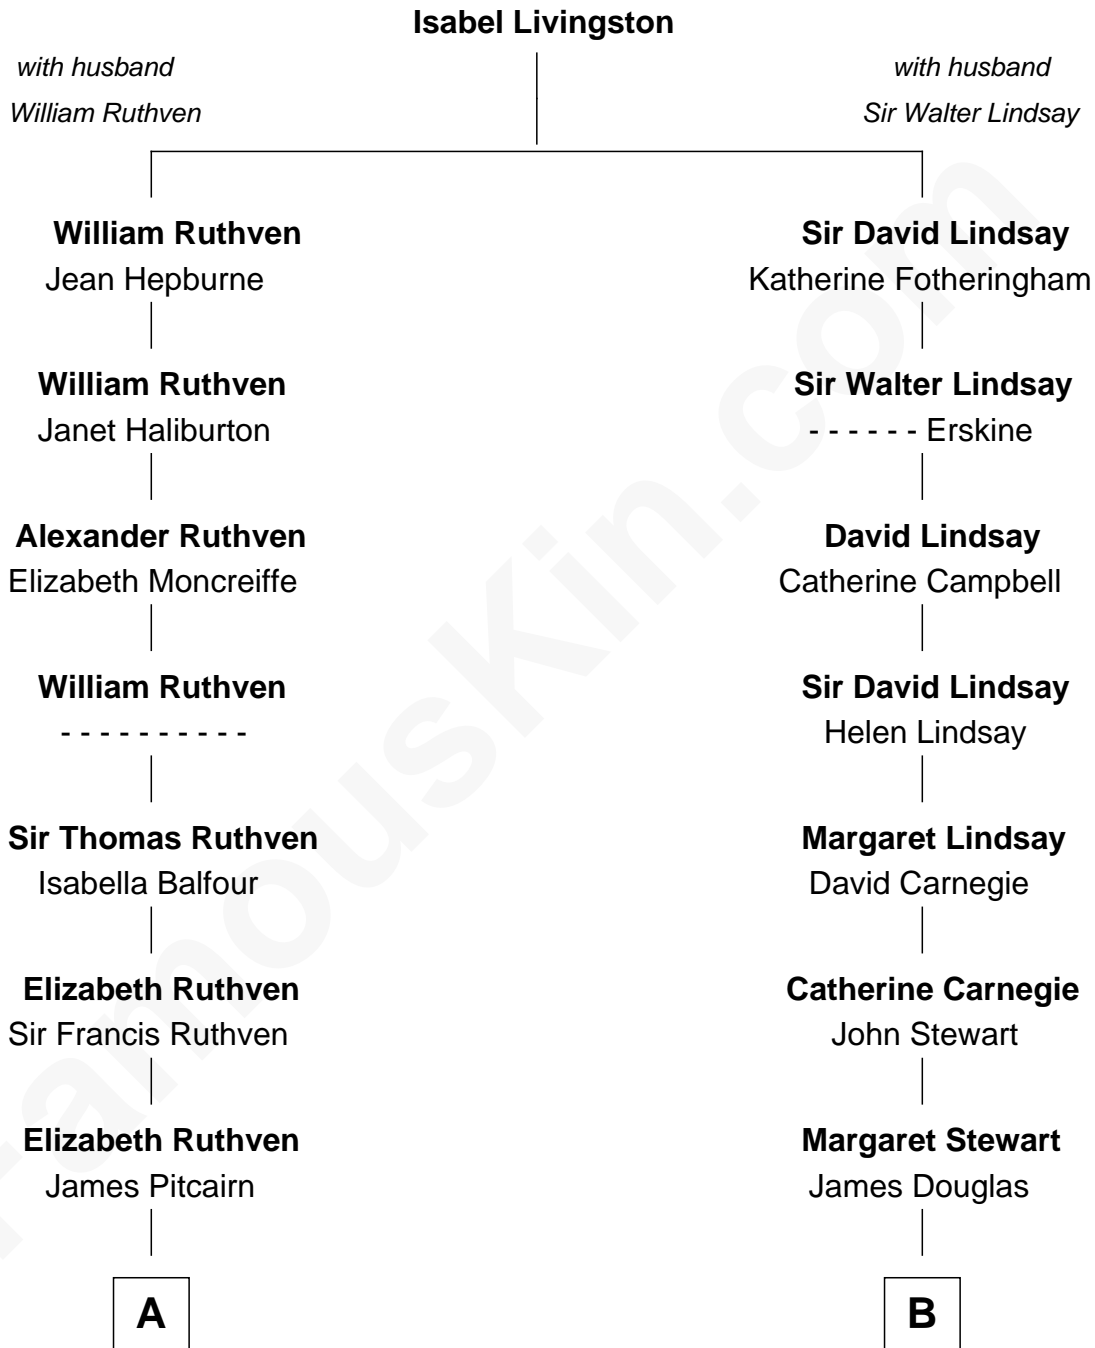 Isabel Livingston
with husband
William Ruthven
with husband
Sir Walter Lindsay
William Ruthven
Jean Hepburne
Sir David Lindsay
Katherine Fotheringham
William Ruthven
Janet Haliburton
Sir Walter Lindsay
- - - - - - Erskine
Alexander Ruthven
Elizabeth Moncreiffe
David Lindsay
Catherine Campbell
William Ruthven
- - - - - - - - - -
Sir David Lindsay
Helen Lindsay
Sir Thomas Ruthven
Isabella Balfour
Margaret Lindsay
David Carnegie
Elizabeth Ruthven
Sir Francis Ruthven
Catherine Carnegie
John Stewart
Elizabeth Ruthven
James Pitcairn
Margaret Stewart
James Douglas
A
B
FamousKin.com